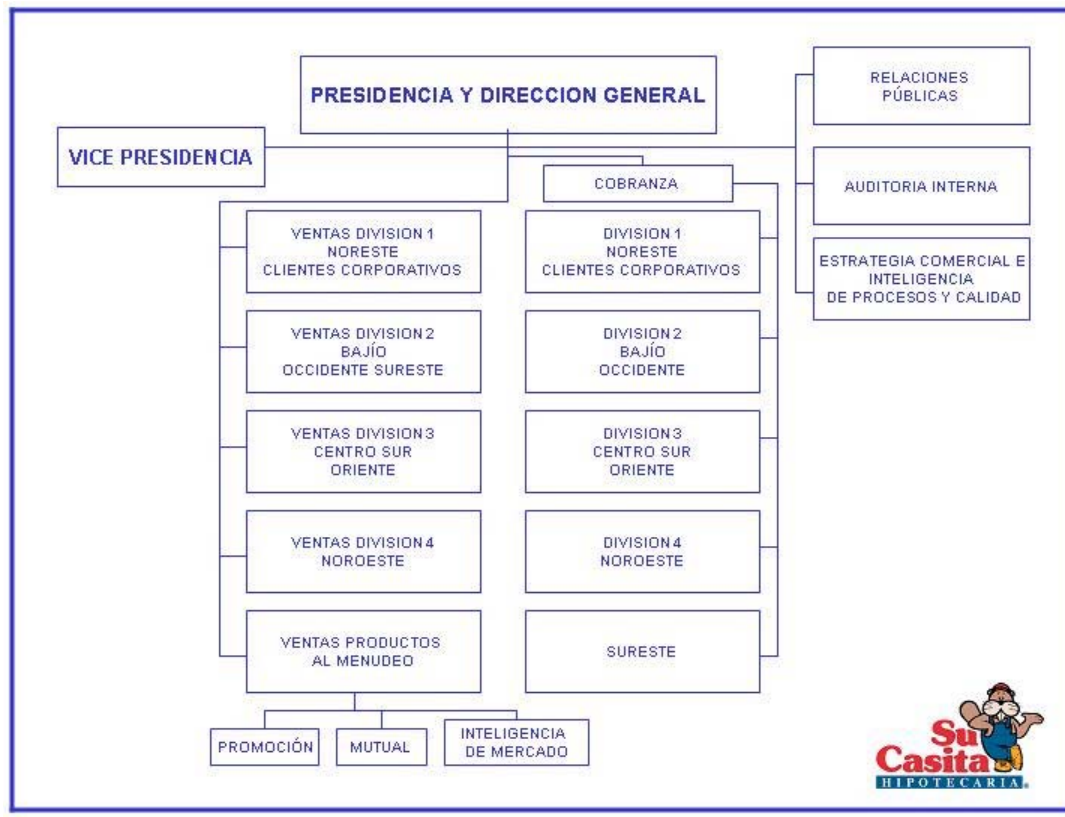 PRESIDENCIA Y DIRECCION GENERAL
RELACIONES
PÚBLICAS
VICE PRESIDENCIA
COBRANZA
AUDITORIA INTERNA
ESTRATEGIA COMERCIAL E
INTELIGENCIA
DE PROCESOS Y CALIDAD
VENTAS DIVISION 1
NORESTE
CLIENTES CORPORATIVOS
DIVISION 1
NORESTE
CLIENTES CORPORATIVOS
VENTAS DIVISION 2
BAJÍO
OCCIDENTE SURESTE
DIVISION 2
BAJÍO
OCCIDENTE
VENTAS DIVISION 3
CENTRO SUR
ORIENTE
DIVISION 3
CENTRO SUR
ORIENTE
VENTAS DIVISION 4
NOROESTE
DIVISION 4
NOROESTE
VENTAS PRODUCTOS
AL MENUDEO
SURESTE
PROMOCIÓN
MUTUAL
INTELIGENCIA
DE MERCADO
Su
Casita
HIPOTECARIA